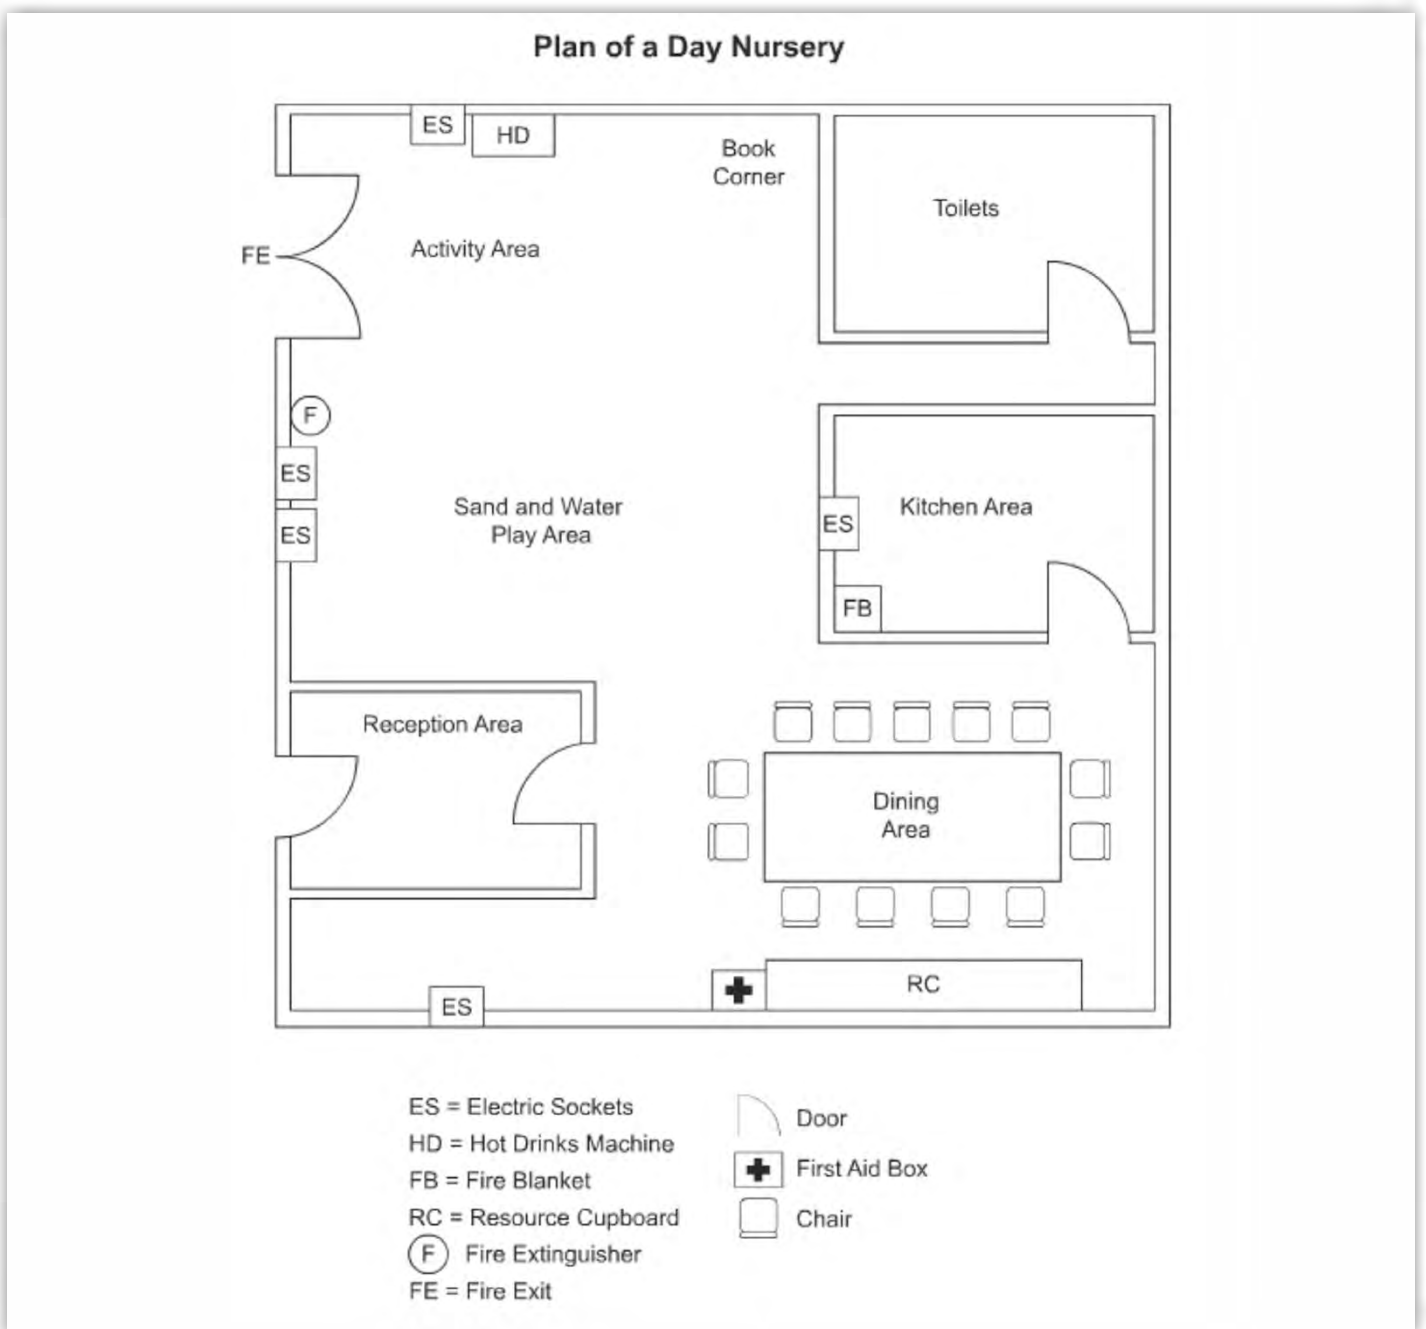 Plan of a Day Nursery
ES
HD
Book
Corner
Toilets
FE
Activity Area
F
ES
ES
Sand and Water
Play Area
ES
Kitchen Area
FB
Reception Area
Dining
Area
RC
ES
ES = Electric Sockets
HD = Hot Drinks Machine
FB = Fire Blanket
RC = Resource Cupboard
F Fire Extinguisher
FE = Fire Exit
Door
First Aid Box
Chair